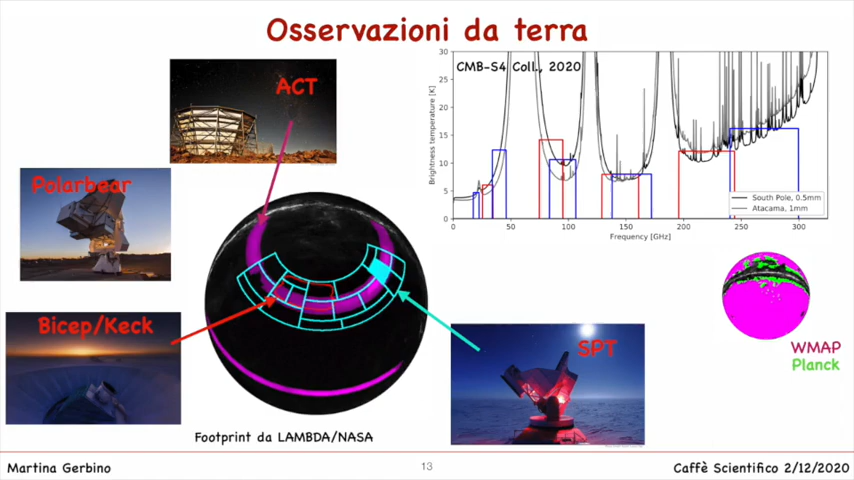 Osservazioni da terra
ACT
Polarbear
Bicep/Keck
SPT
CMB-S4 Coll., 2020
Brightness temperature [K]
30
25
20
15
10
5
0
0
50
100
150
200
250
300
Frequency [GHz]
South Pole, 0.5mm
Atacama, 1mm
WMAP
Planck
Footprint da LAMBDA/NASA
Martina Gerbino
13
Caffè Scientifico 2/12/2020